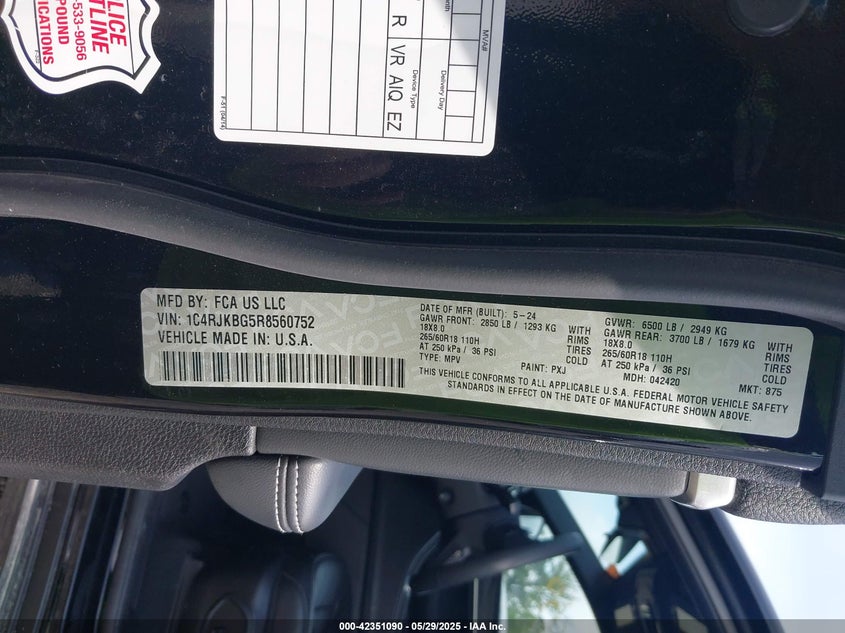 LICE
TLINE
-533-9056
POUND
ICATIONS
MVA#
Delivery Day
Device Type
R VR AIQ EZ
MFD BY: FCA US LLC
VIN: 1C4RJKBG5R8560752
VEHICLE MADE IN: U.S.A.
DATE OF MFR (BUILT): 5-24
GAWR FRONT: 2850 LB / 1293 KG WITH
18X8.0 RIMS
265/60R18 110H TIRES
AT 250 kPa / 36 PSI COLD
TYPE: MPV PAINT: PXJ
GVWR: 6500 LB / 2949 KG
GAWR REAR: 3700 LB / 1679 KG WITH
18X8.0 RIMS
265/60R18 110H TIRES
AT 250 kPa / 36 PSI COLD
MDH: 042420 MKT: 875
THIS VEHICLE CONFORMS TO ALL APPLICABLE U.S.A. FEDERAL MOTOR VEHICLE SAFETY
STANDARDS IN EFFECT ON THE DATE OF MANUFACTURE SHOWN ABOVE.
000-42351090 - 05/29/2025 - IAA Inc.